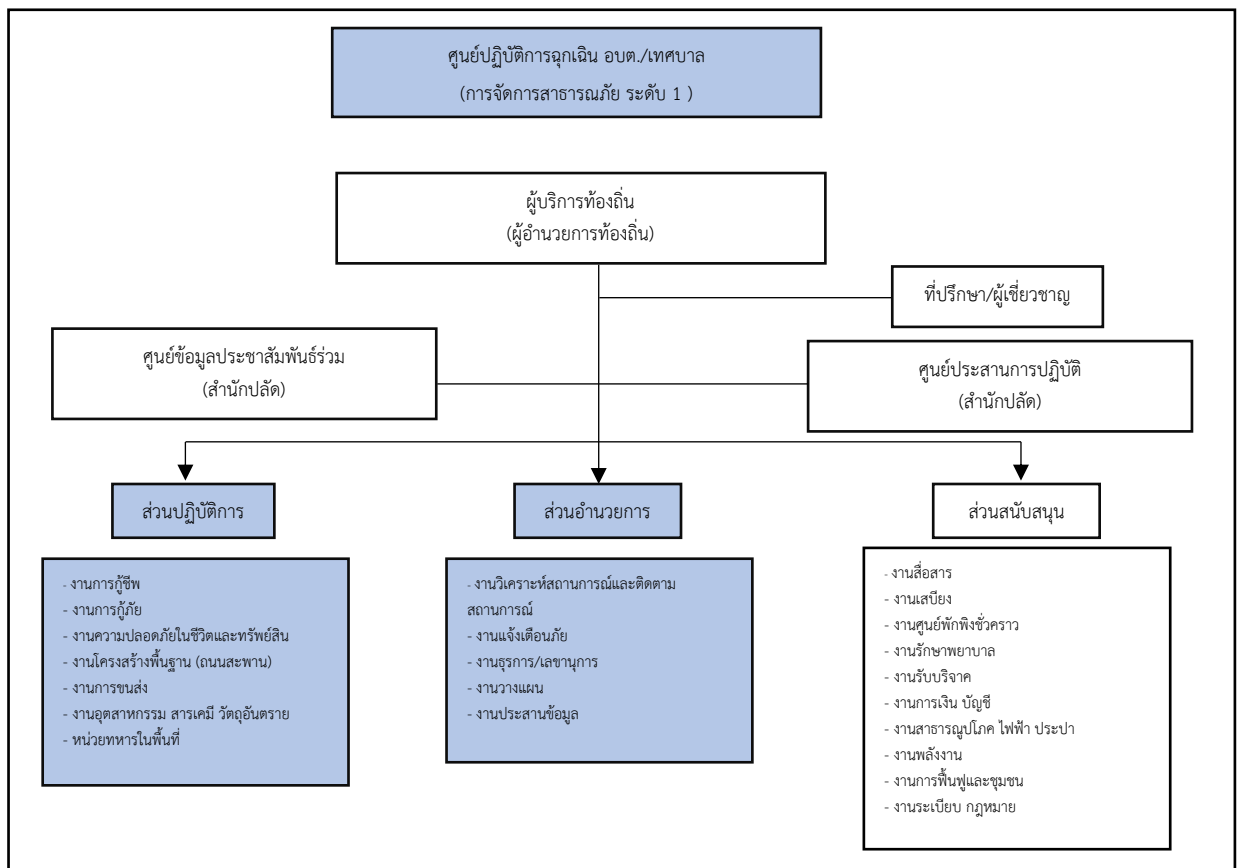 ศูนย์ปฏิบัติการฉุกเฉิน อบต./เทศบาล
(การจัดการสาธารณภัย ระดับ 1 )
ผู้บริการท้องถิ่น
(ผู้อำนวยการท้องถิ่น)
ที่ปรึกษา/ผู้เชี่ยวชาญ
ศูนย์ข้อมูลประชาสัมพันธ์ร่วม
(สำนักปลัด)
ศูนย์ประสานการปฏิบัติ
(สำนักปลัด)
ส่วนปฏิบัติการ
- งานการกู้ชีพ
- งานการกู้ภัย
- งานความปลอดภัยในชีวิตและทรัพย์สิน
- งานโครงสร้างพื้นฐาน (ถนนสะพาน)
- งานการขนส่ง
- งานอุตสาหกรรม สารเคมี วัตถุอันตราย
- หน่วยทหารในพื้นที่
ส่วนอำนวยการ
- งานวิเคราะห์สถานการณ์และติดตาม
สถานการณ์
- งานแจ้งเตือนภัย
- งานธุรการ/เลขานุการ
- งานวางแผน
- งานประสานข้อมูล
ส่วนสนับสนุน
- งานสื่อสาร
- งานเสบียง
- งานศูนย์พักพิงชั่วคราว
- งานรักษาพยาบาล
- งานรับบริจาค
- งานการเงิน บัญชี
- งานสาธารณูปโภค ไฟฟ้า ประปา
- งานพลังงาน
- งานการฟื้นฟูและชุมชน
- งานระเบียบ กฎหมาย